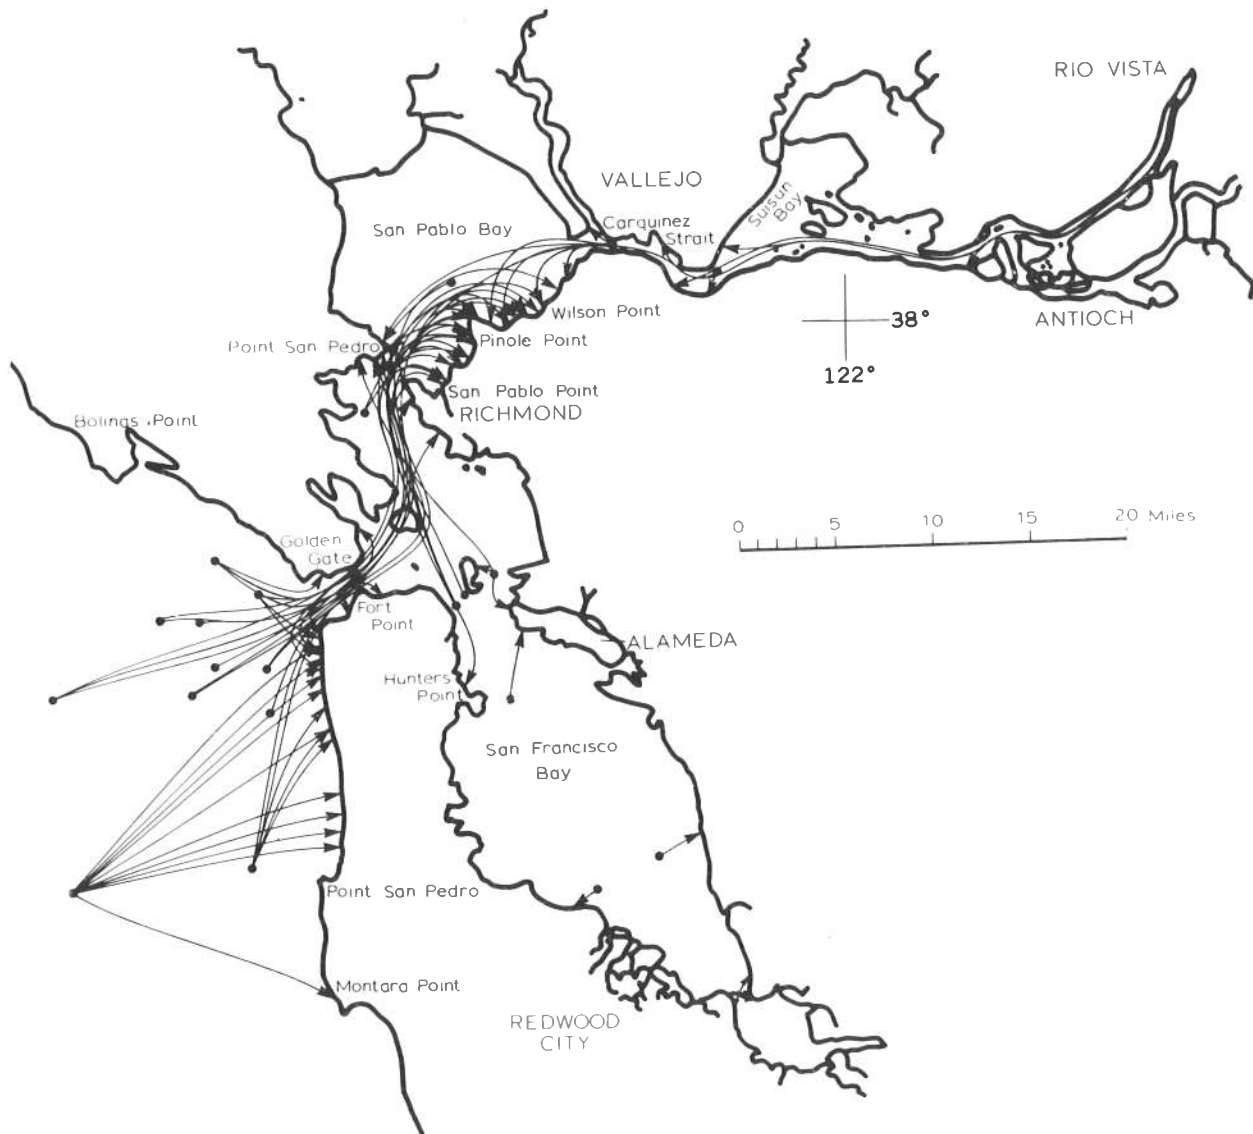 RIO VISTA
VALLEJO
Carquinez
Strait
Suisun
Bay
San Pablo Bay
Wilson Point
ANTIOCH
38°
122°
Point San Pedro
Pinole Point
San Pablo Point
RICHMOND
Bolinas Point
0 5 10 15 20 Miles
Golden
Gate
Fort
Point
ALAMEDA
Hunters
Point
San Francisco
Bay
Point San Pedro
Montara Point
REDWOOD
CITY